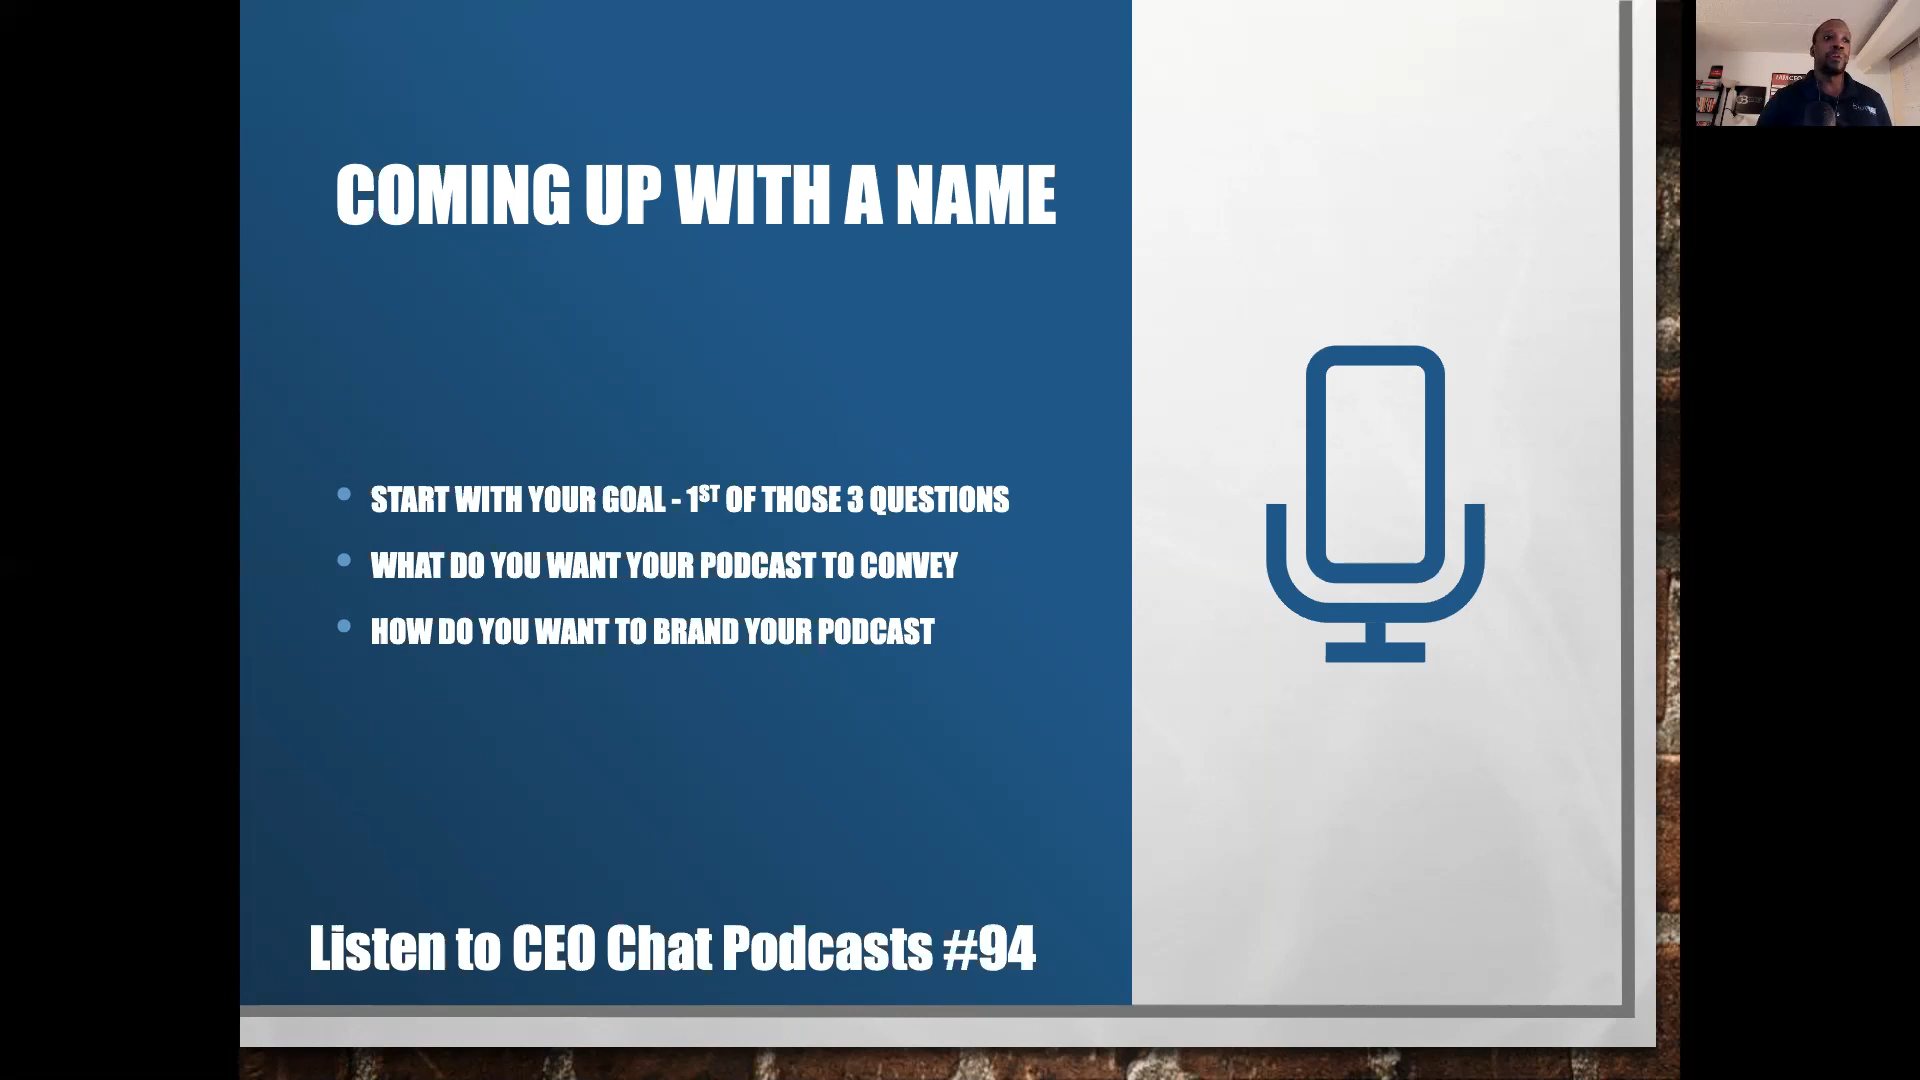 COMING UP WITH A NAME
START WITH YOUR GOAL - 1ST OF THOSE 3 QUESTIONS
WHAT DO YOU WANT YOUR PODCAST TO CONVEY
HOW DO YOU WANT TO BRAND YOUR PODCAST
Listen to CEO Chat Podcasts #94